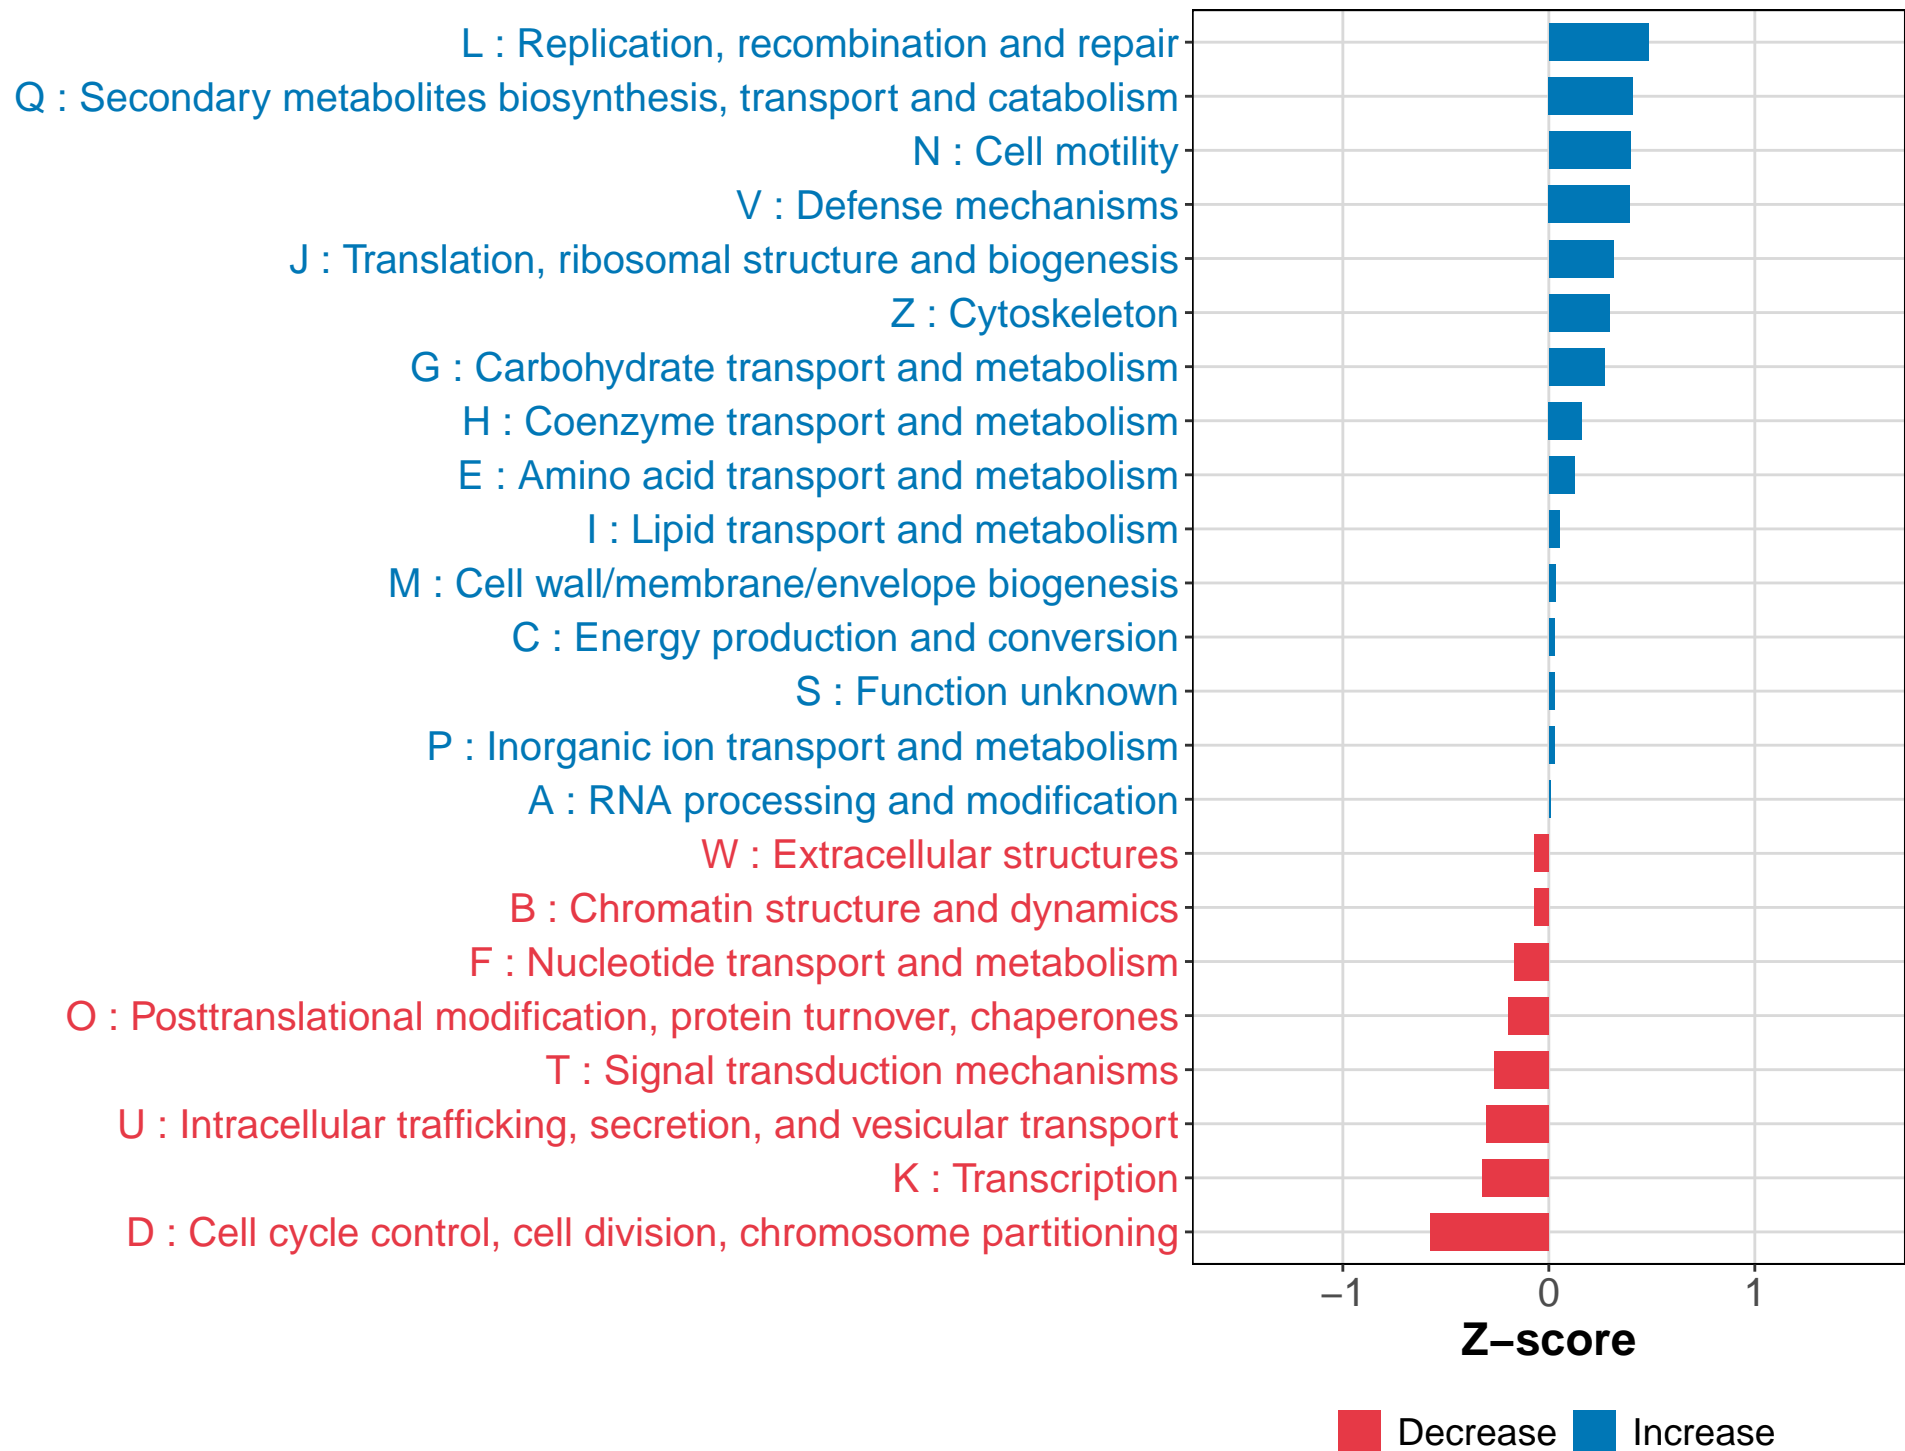 L : Replication, recombination and repair
Q : Secondary metabolites biosynthesis, transport and catabolism
N : Cell motility
V : Defense mechanisms
J : Translation, ribosomal structure and biogenesis
Z : Cytoskeleton
G : Carbohydrate transport and metabolism
H : Coenzyme transport and metabolism
E : Amino acid transport and metabolism
I : Lipid transport and metabolism
M : Cell wall/membrane/envelope biogenesis
C : Energy production and conversion
S : Function unknown
P : Inorganic ion transport and metabolism
A : RNA processing and modification
W : Extracellular structures
B : Chromatin structure and dynamics
F : Nucleotide transport and metabolism
O : Posttranslational modification, protein turnover, chaperones
T : Signal transduction mechanisms
U : Intracellular trafficking, secretion, and vesicular transport
K : Transcription
D : Cell cycle control, cell division, chromosome partitioning
−1 0 1
Z−score
Decrease Increase